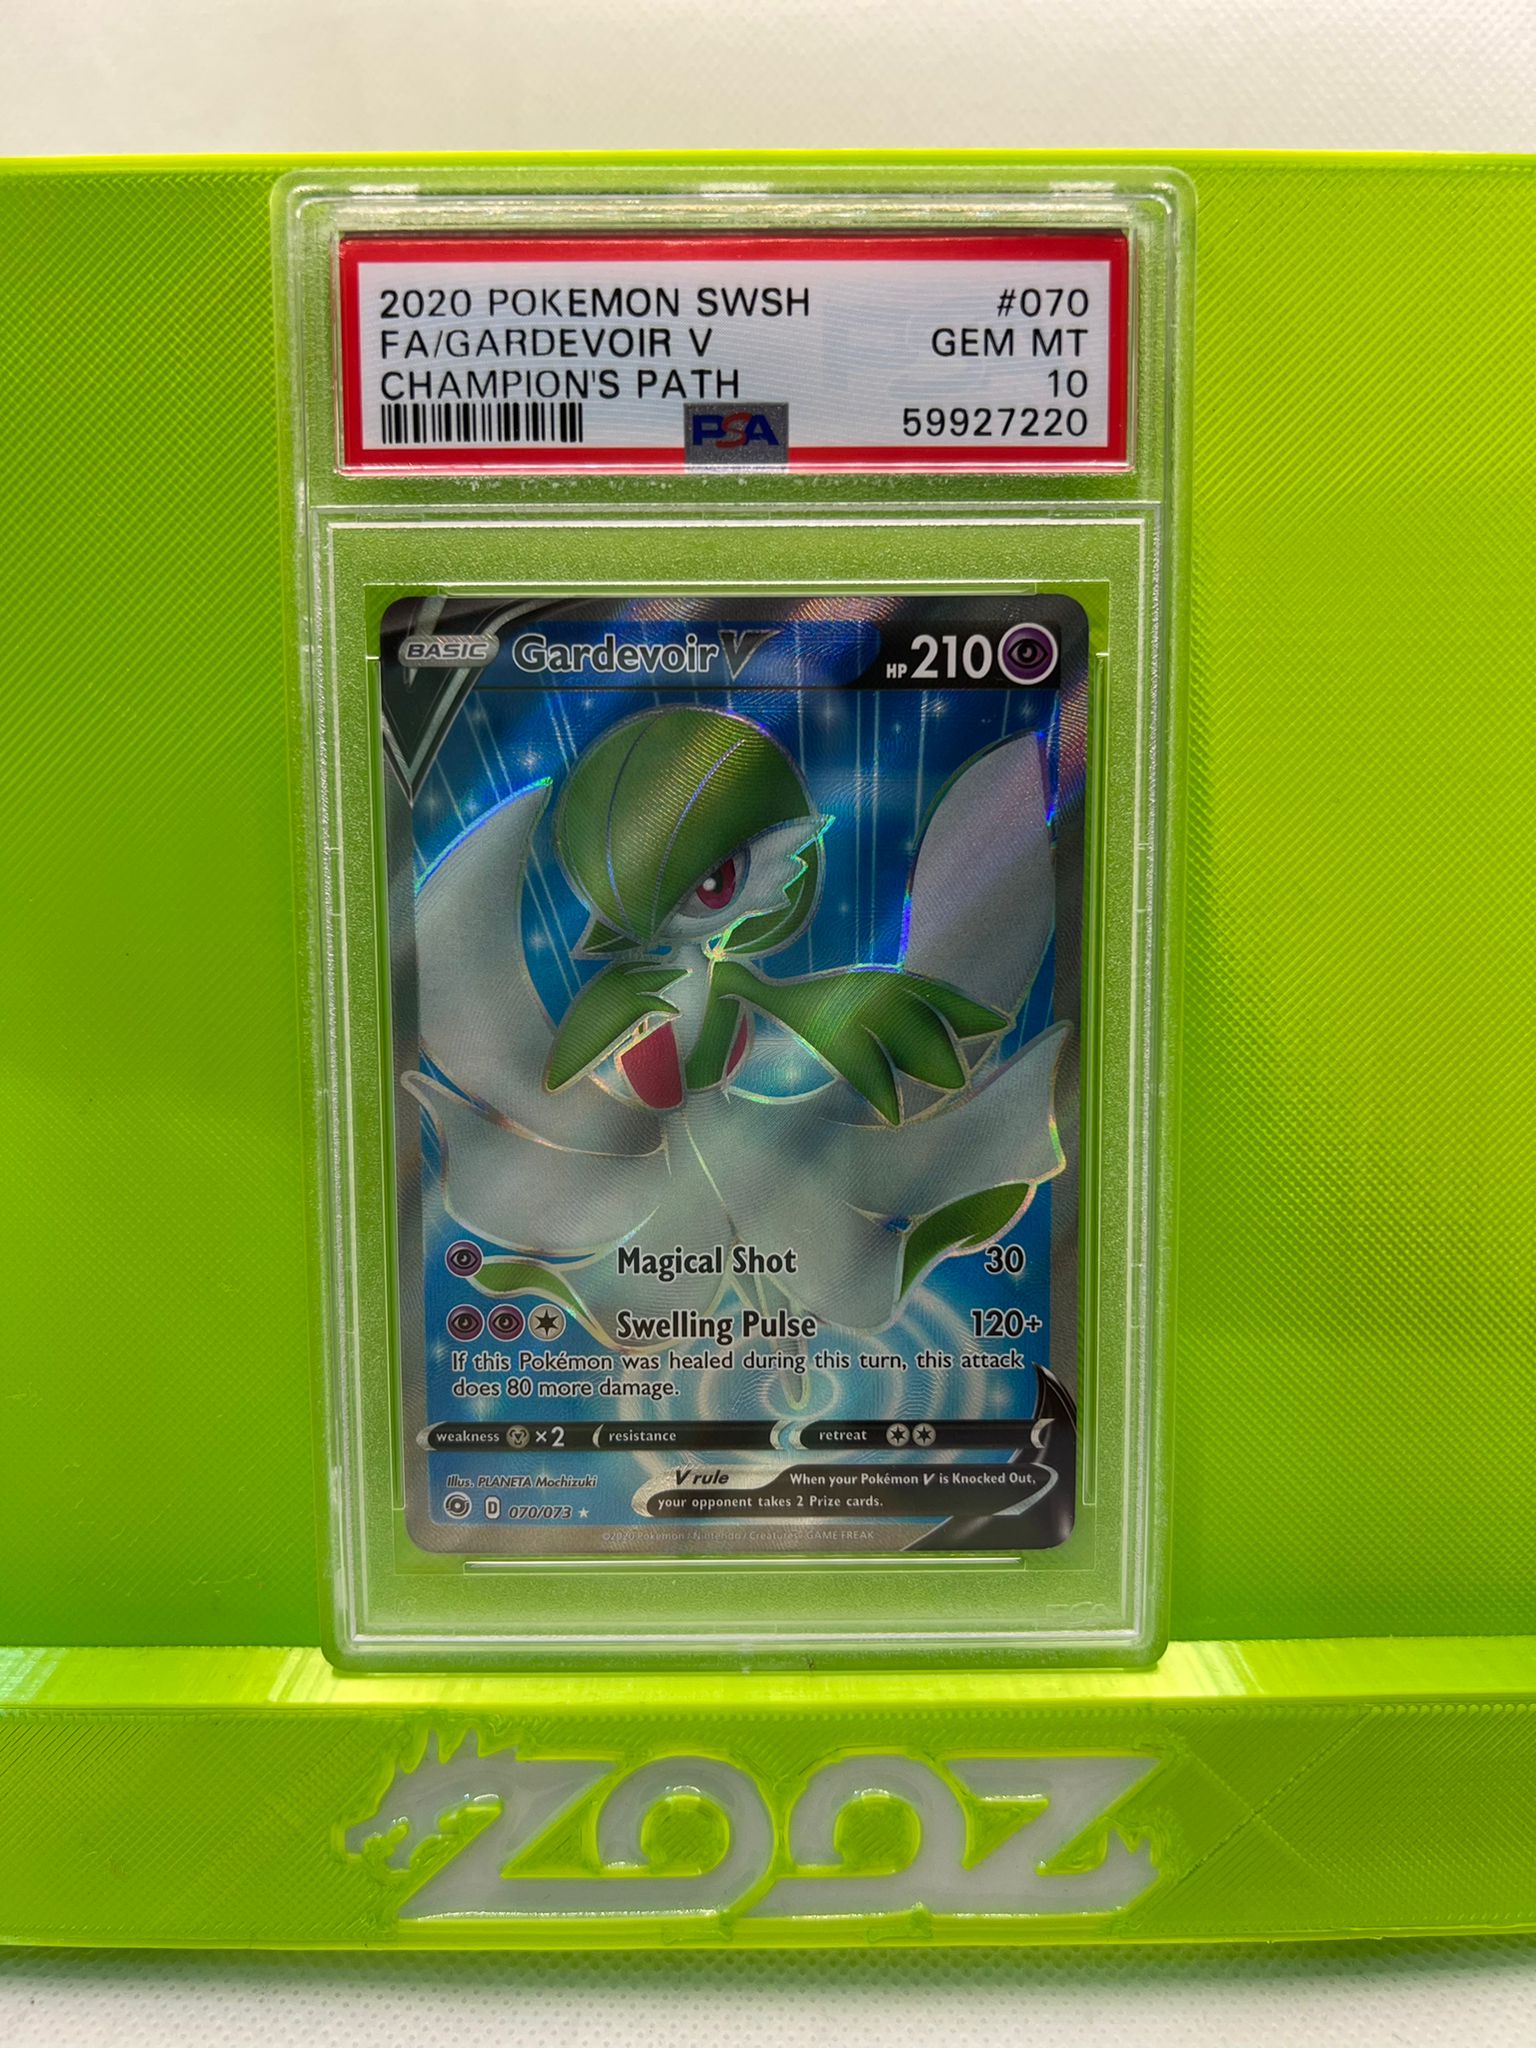 2020 POKEMON SWSH #070
FA/GARDEVOIR V GEM MT
CHAMPION'S PATH 10
PSA 59927220
BASIC Gardevoir V HP 210
Magical Shot 30
Swelling Pulse 120+
If this Pokémon was healed during this turn, this attack
does 80 more damage.
weakness ×2 resistance retreat
Illus. PLANETA Mochizuki
V rule When your Pokémon V is Knocked Out,
your opponent takes 2 Prize cards.
D 070/073
©2020 Pokémon / Nintendo / Creatures / GAME FREAK
ZOOZ